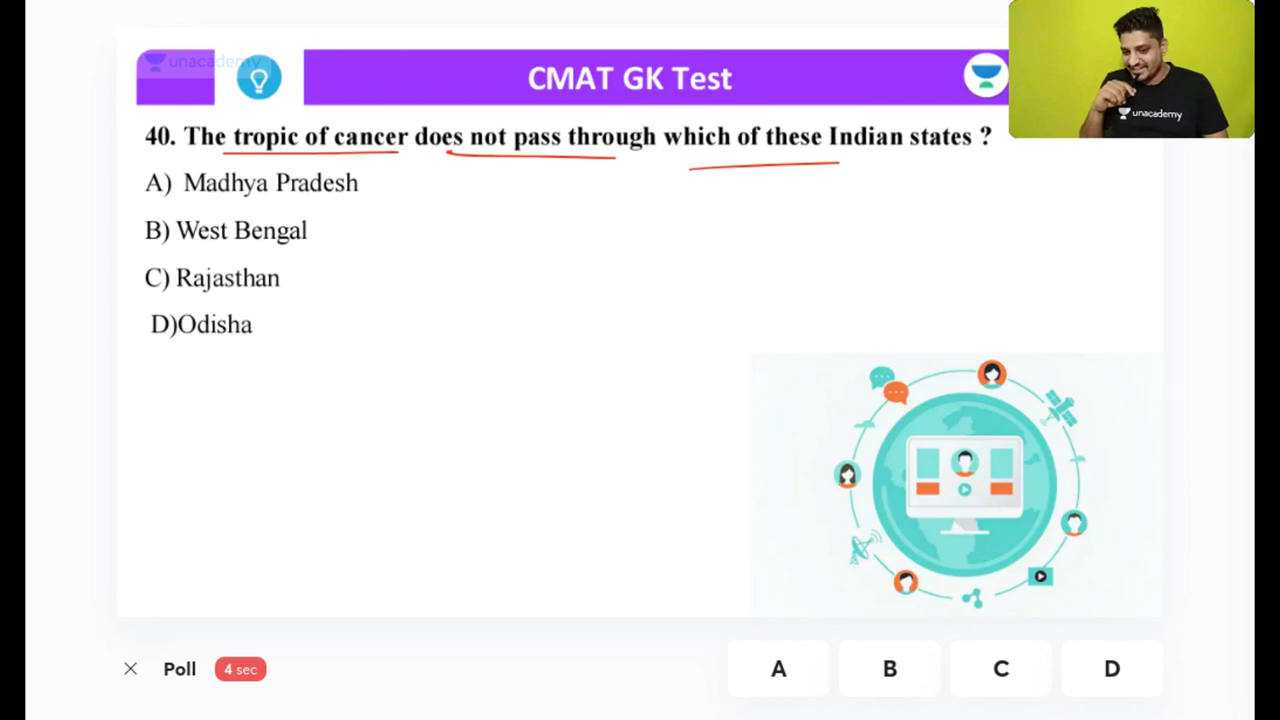 unacademy
CMAT GK Test
unacademy
40. The tropic of cancer does not pass through which of these Indian states ?
A) Madhya Pradesh
B) West Bengal
C) Rajasthan
D)Odisha
Poll
4 sec
A
B
C
D